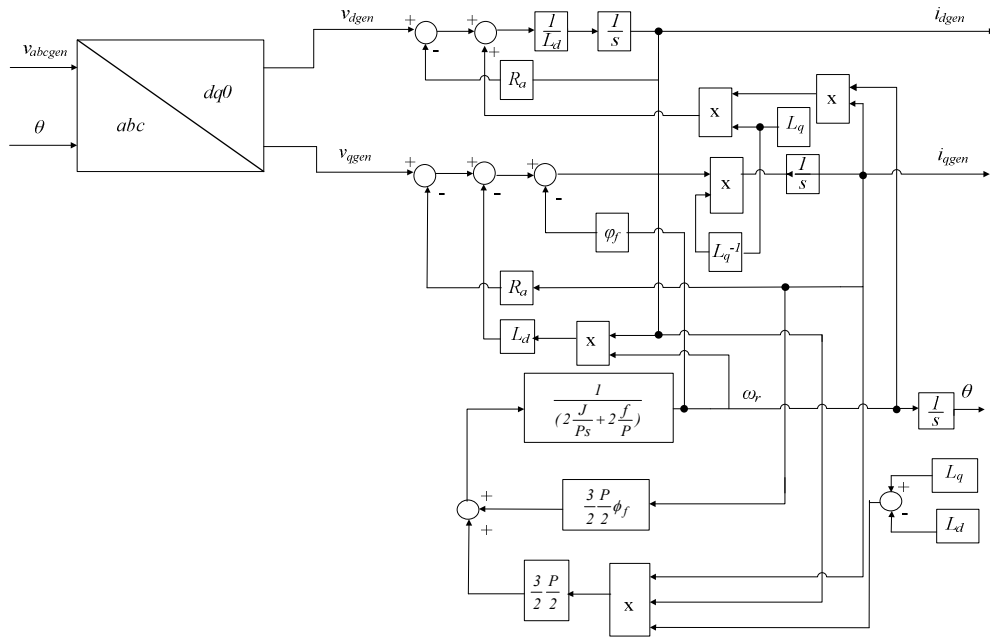 v_abcgen
θ
abc
dq0
v_dgen
+
-
+
+
1
L_d
1
s
i_dgen
R_a
x
x
L_q
v_qgen
+
-
+
-
+
-
x
1
s
i_qgen
φ_f
L_q^-1
R_a
L_d
x
1
(2 J/Ps + 2 f/P)
ω_r
1
s
θ
+
+
3 P
2 2 ϕ_f
L_q
+
-
L_d
3 P
2 2
x